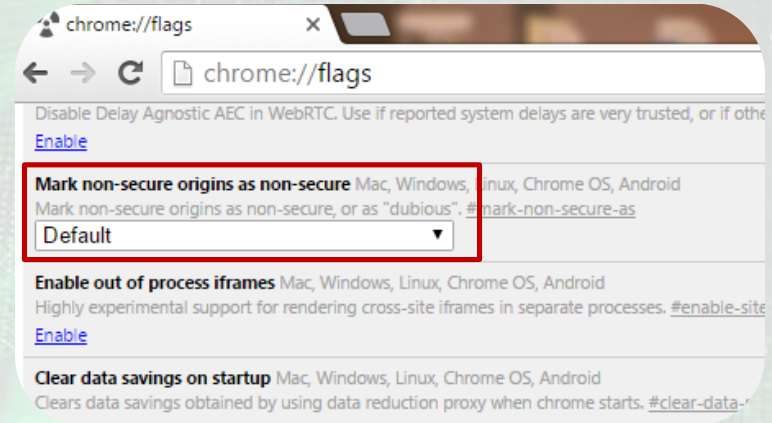 chrome://flags
chrome://flags
Disable Delay Agnostic AEC in WebRTC. Use if reported system delays are very trusted, or if othe
Enable
Mark non-secure origins as non-secure Mac, Windows, Linux, Chrome OS, Android
Mark non-secure origins as non-secure, or as "dubious". #mark-non-secure-as
Default
Enable out of process iframes Mac, Windows, Linux, Chrome OS, Android
Highly experimental support for rendering cross-site iframes in separate processes. #enable-site
Enable
Clear data savings on startup Mac, Windows, Linux, Chrome OS, Android
Clears data savings obtained by using data reduction proxy when chrome starts. #clear-data-